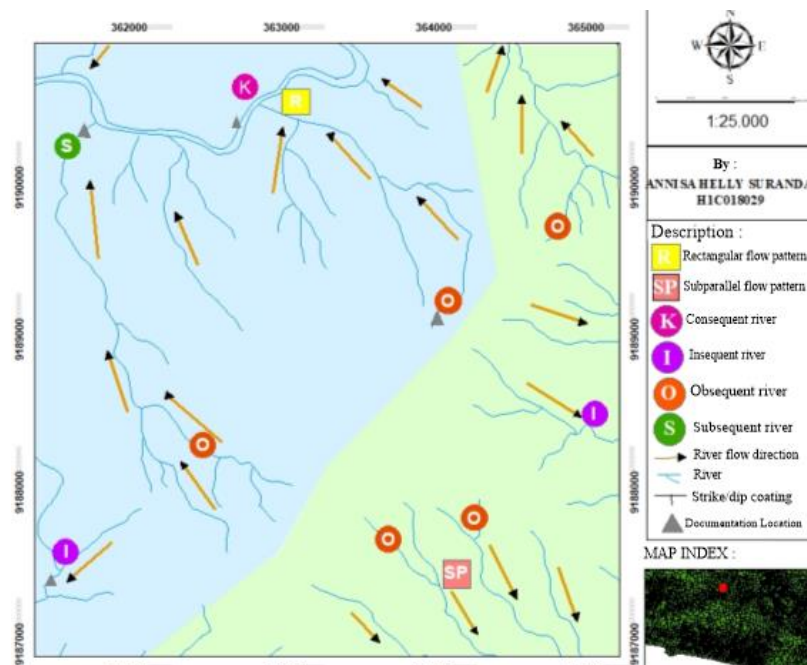 362000 363000 364000 365000
N
W E
S
1:25.000
By :
ANNISA HELLY SURANDA
H1C018029
Description :
R Rectangular flow pattern
SP Subparallel flow pattern
K Consequent river
I Insequent river
O Obsequent river
S Subsequent river
River flow direction
River
Strike/dip coating
Documentation Location
MAP INDEX :
K
R
S
9190000 9190000
O
O
9189000 9189000
I
O
9188000 9188000
O
O
I
SP
9187000 9187000